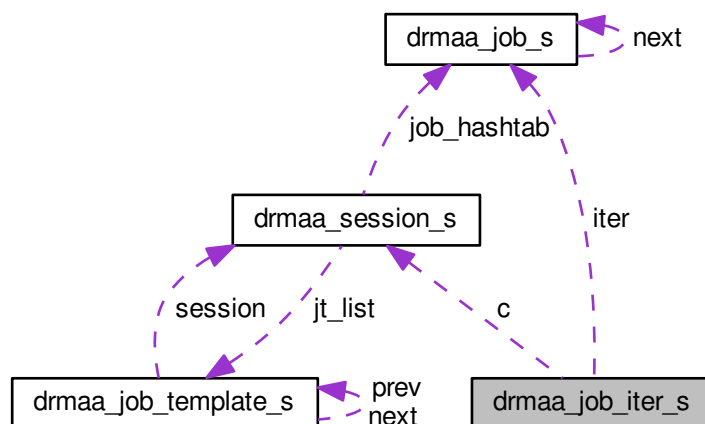 drmaa_job_s
next
job_hashtab
drmaa_session_s
iter
session
jt_list
c
drmaa_job_template_s
prev
next
drmaa_job_iter_s